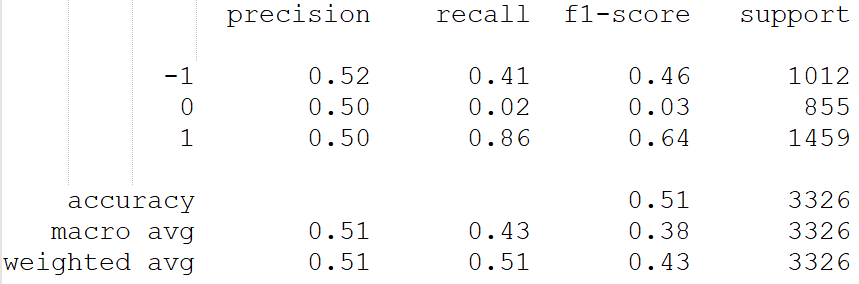 precision recall f1-score support
-1 0.52 0.41 0.46 1012
0 0.50 0.02 0.03 855
1 0.50 0.86 0.64 1459
accuracy 0.51 3326
macro avg 0.51 0.43 0.38 3326
weighted avg 0.51 0.51 0.43 3326